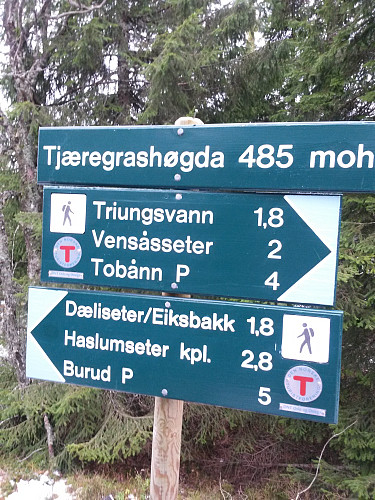 Tjæregrashøgda 485 moh
Triungsvann 1,8
Vensåsseter 2
Tobånn P 4
T
Dæliseter/Eiksbakk 1,8
Haslumseter kpl. 2,8
Burud P 5
T